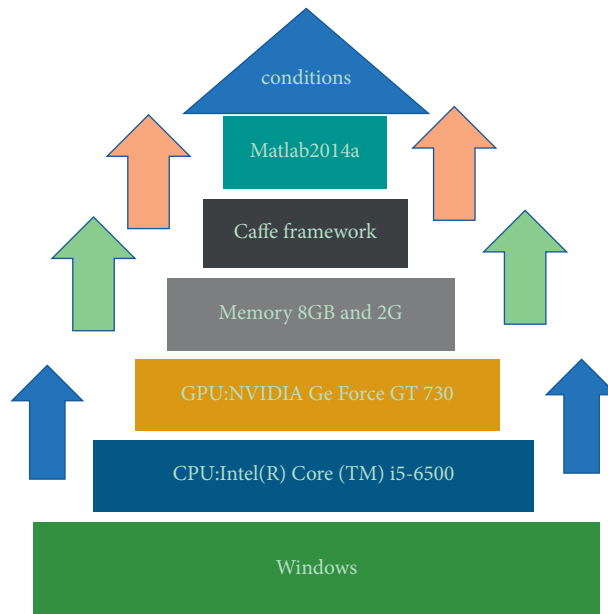 conditions
Matlab2014a
Caffe framework
Memory 8GB and 2G
GPU:NVIDIA Ge Force GT 730
CPU:Intel(R) Core (TM) i5-6500
Windows